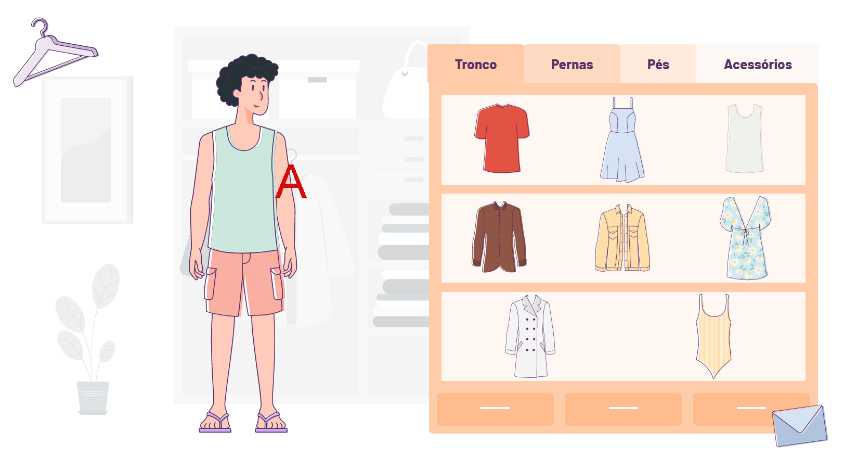 Tronco
Pernas
Pés
Acessórios
A